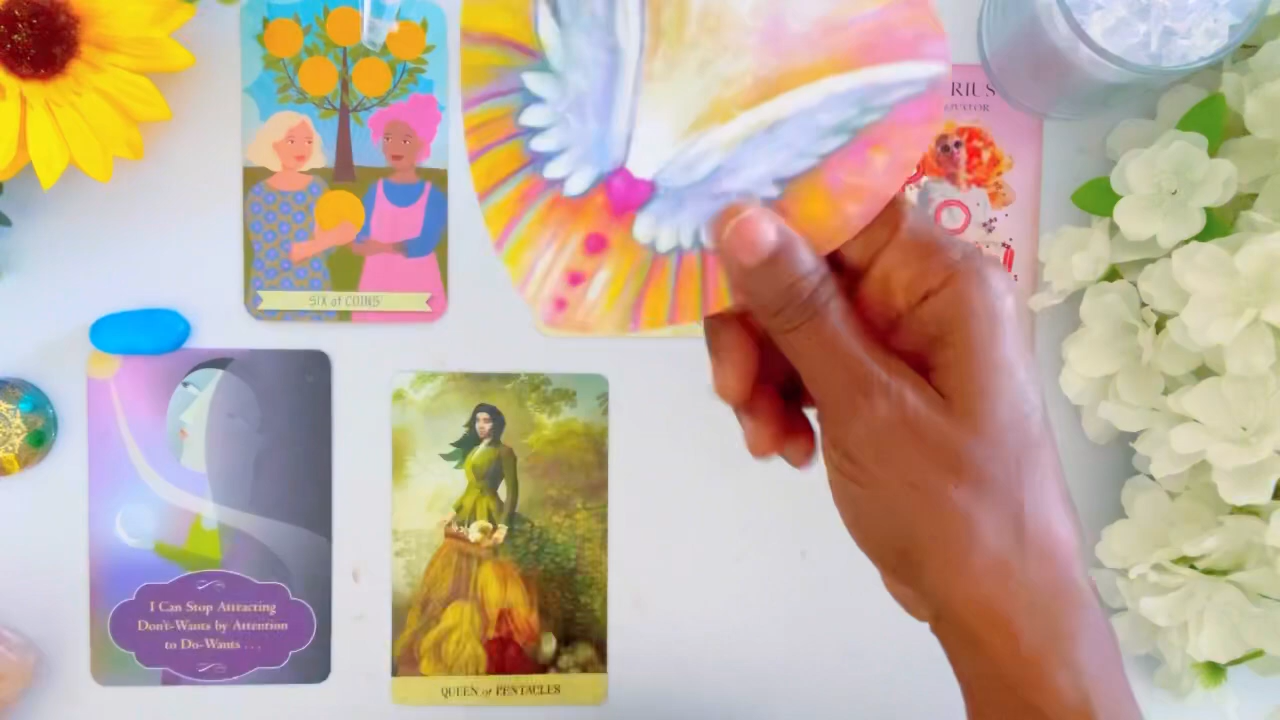 SIX of COINS
RIUS
I Can Stop Attracting
Don't-Wants by Attention
to Do-Wants . . .
QUEEN of PENTACLES